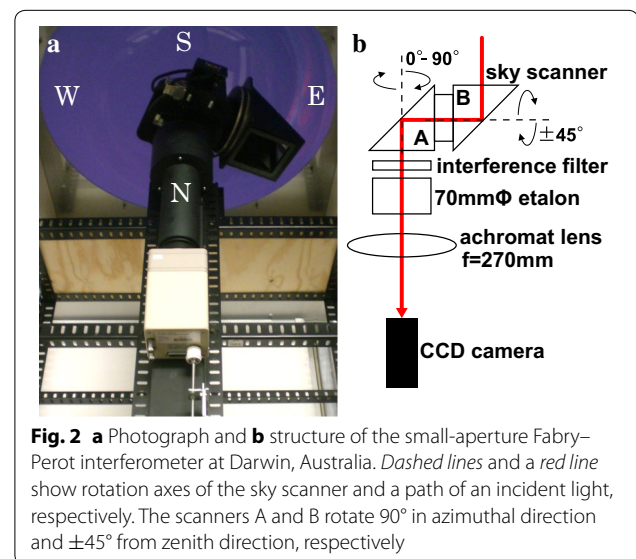 a
S
W
E
N
b
0°- 90°
sky scanner
B
A
±45°
interference filter
70mmΦ etalon
achromat lens
f=270mm
CCD camera
Fig. 2 a Photograph and b structure of the small-aperture Fabry–
Perot interferometer at Darwin, Australia. Dashed lines and a red line
show rotation axes of the sky scanner and a path of an incident light,
respectively. The scanners A and B rotate 90° in azimuthal direction
and ±45° from zenith direction, respectively